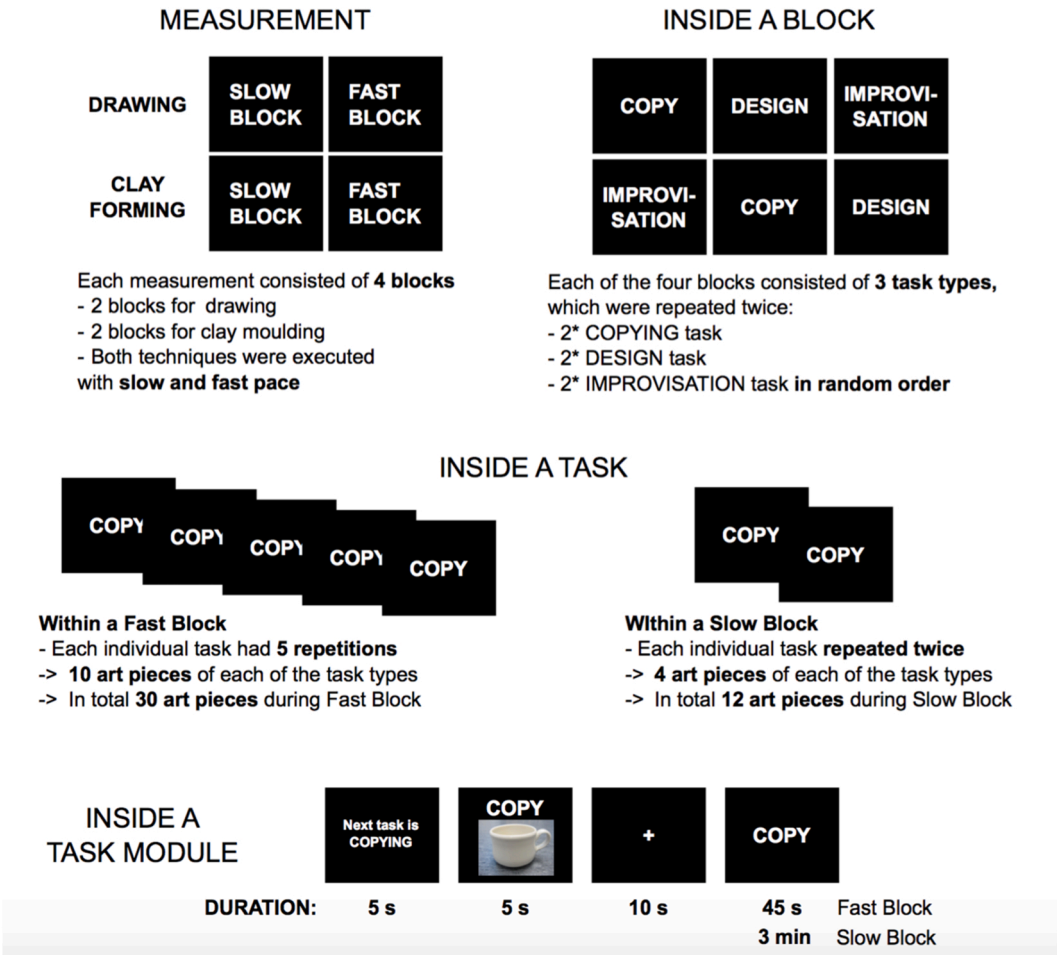 MEASUREMENT
DRAWING
SLOW
BLOCK
FAST
BLOCK
CLAY
FORMING
SLOW
BLOCK
FAST
BLOCK
Each measurement consisted of 4 blocks
- 2 blocks for drawing
- 2 blocks for clay moulding
- Both techniques were executed
with slow and fast pace
INSIDE A BLOCK
COPY
DESIGN
IMPROVI-
SATION
IMPROVI-
SATION
COPY
DESIGN
Each of the four blocks consisted of 3 task types,
which were repeated twice:
- 2* COPYING task
- 2* DESIGN task
- 2* IMPROVISATION task in random order
INSIDE A TASK
COPY
COPY
COPY
COPY
COPY
Within a Fast Block
- Each individual task had 5 repetitions
-> 10 art pieces of each of the task types
-> In total 30 art pieces during Fast Block
COPY
COPY
WIthin a Slow Block
- Each individual task repeated twice
-> 4 art pieces of each of the task types
-> In total 12 art pieces during Slow Block
INSIDE A
TASK MODULE
Next task is
COPYING
COPY
+
COPY
DURATION: 5 s 5 s 10 s 45 s Fast Block
3 min Slow Block